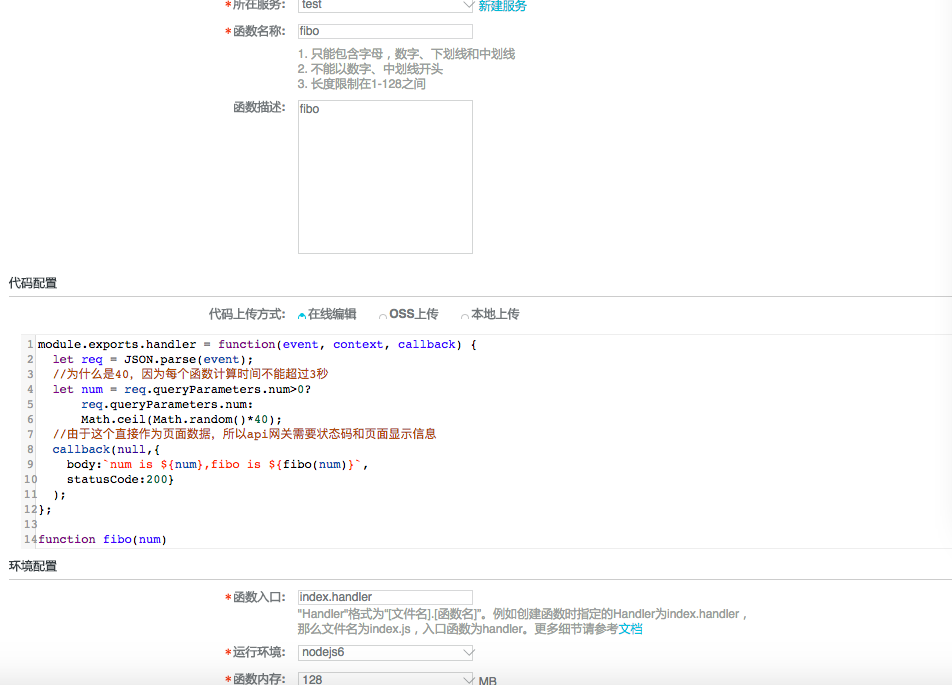 *所在服务: test 新建服务
*函数名称: fibo
1. 只能包含字母，数字、下划线和中划线
2. 不能以数字、中划线开头
3. 长度限制在1-128之间
函数描述: fibo
代码配置
代码上传方式: 在线编辑 OSS上传 本地上传
1 module.exports.handler = function(event, context, callback) {
2 let req = JSON.parse(event);
3 //为什么是40，因为每个函数计算时间不能超过3秒
4 let num = req.queryParameters.num>0?
5 req.queryParameters.num:
6 Math.ceil(Math.random()*40);
7 //由于这个直接作为页面数据，所以api网关需要状态码和页面显示信息
8 callback(null,{
9 body:`num is ${num},fibo is ${fibo(num)}`,
10 statusCode:200}
11 );
12 };
13
14 function fibo(num)
环境配置
*函数入口: index.handler
"Handler"格式为"[文件名].[函数名]"。例如创建函数时指定的Handler为index.handler，
那么文件名为index.js，入口函数为handler。更多细节请参考文档
*运行环境: nodejs6
*函数内存: 128 MB